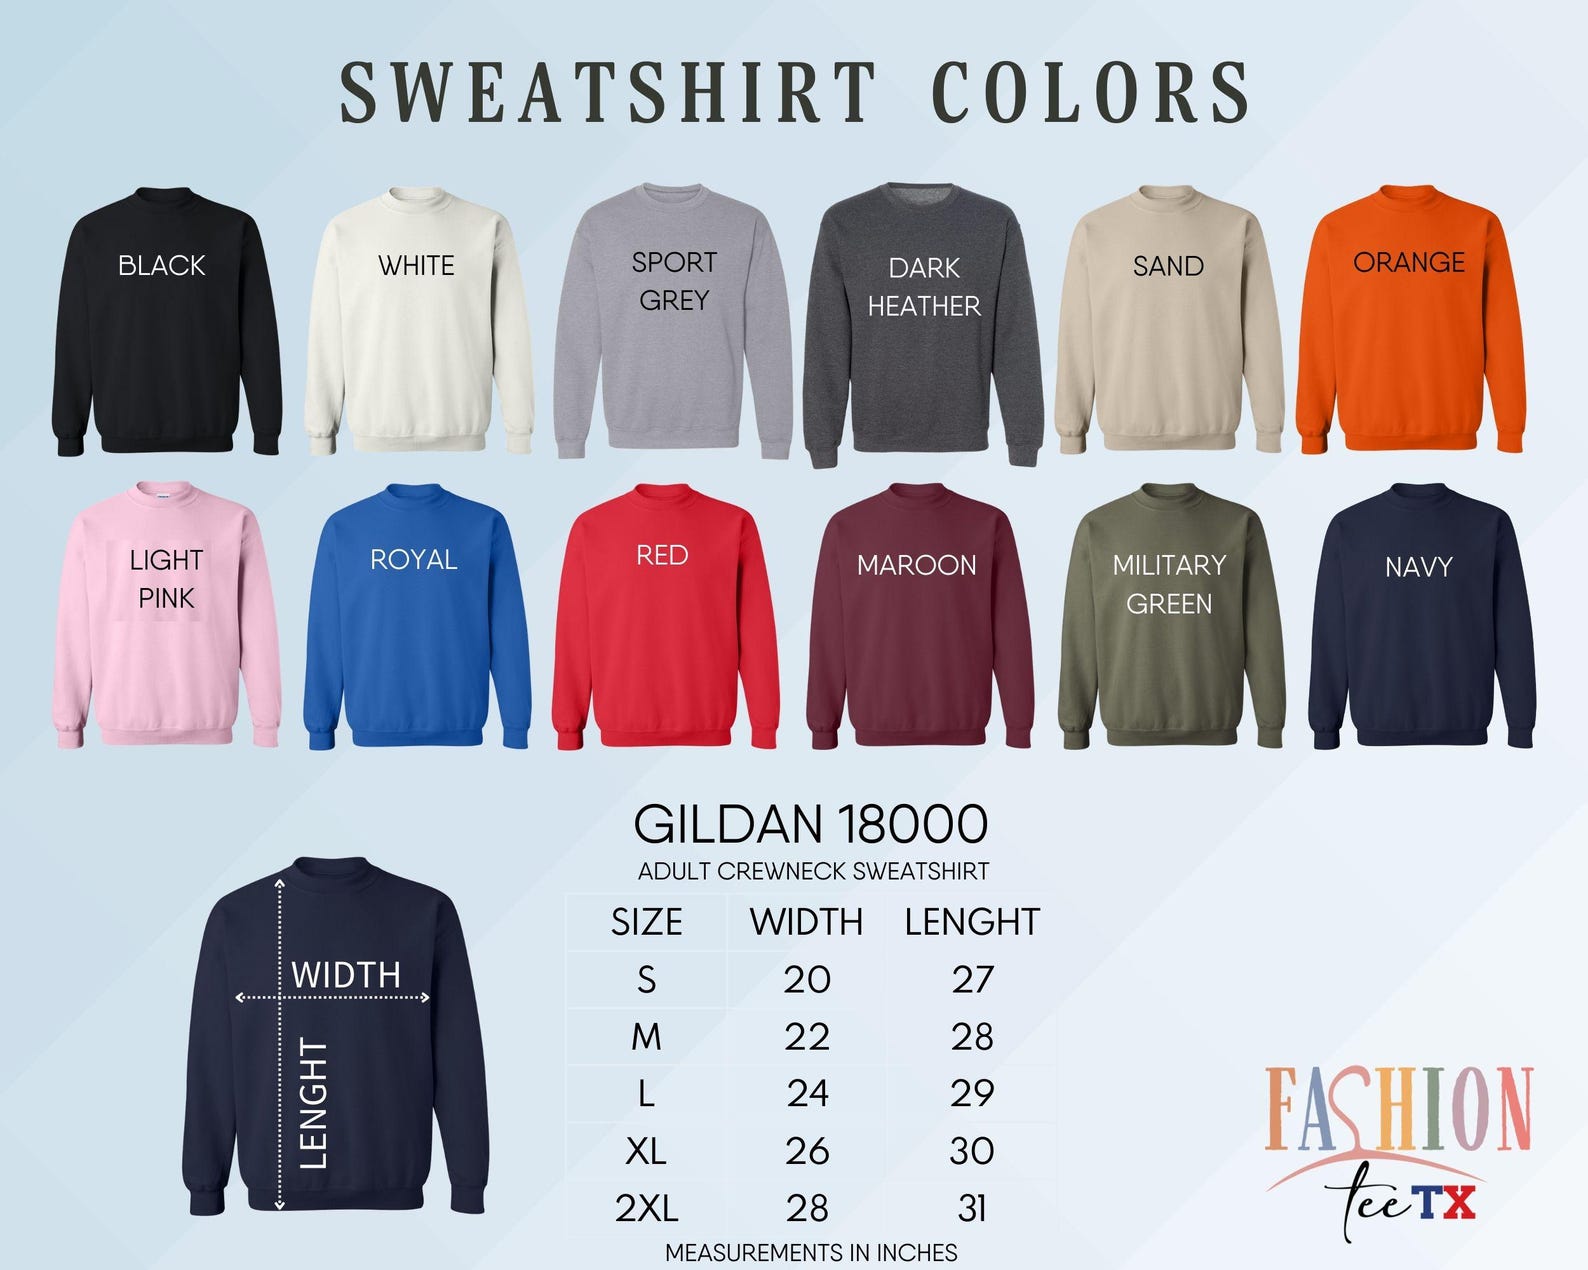 SWEATSHIRT COLORS
BLACK
WHITE
SPORT
GREY
DARK
HEATHER
SAND
ORANGE
LIGHT
PINK
ROYAL
RED
MAROON
MILITARY
GREEN
NAVY
WIDTH
LENGHT
GILDAN 18000
ADULT CREWNECK SWEATSHIRT
SIZE WIDTH LENGHT
S 20 27
M 22 28
L 24 29
XL 26 30
2XL 28 31
MEASUREMENTS IN INCHES
FASHION
teeTX